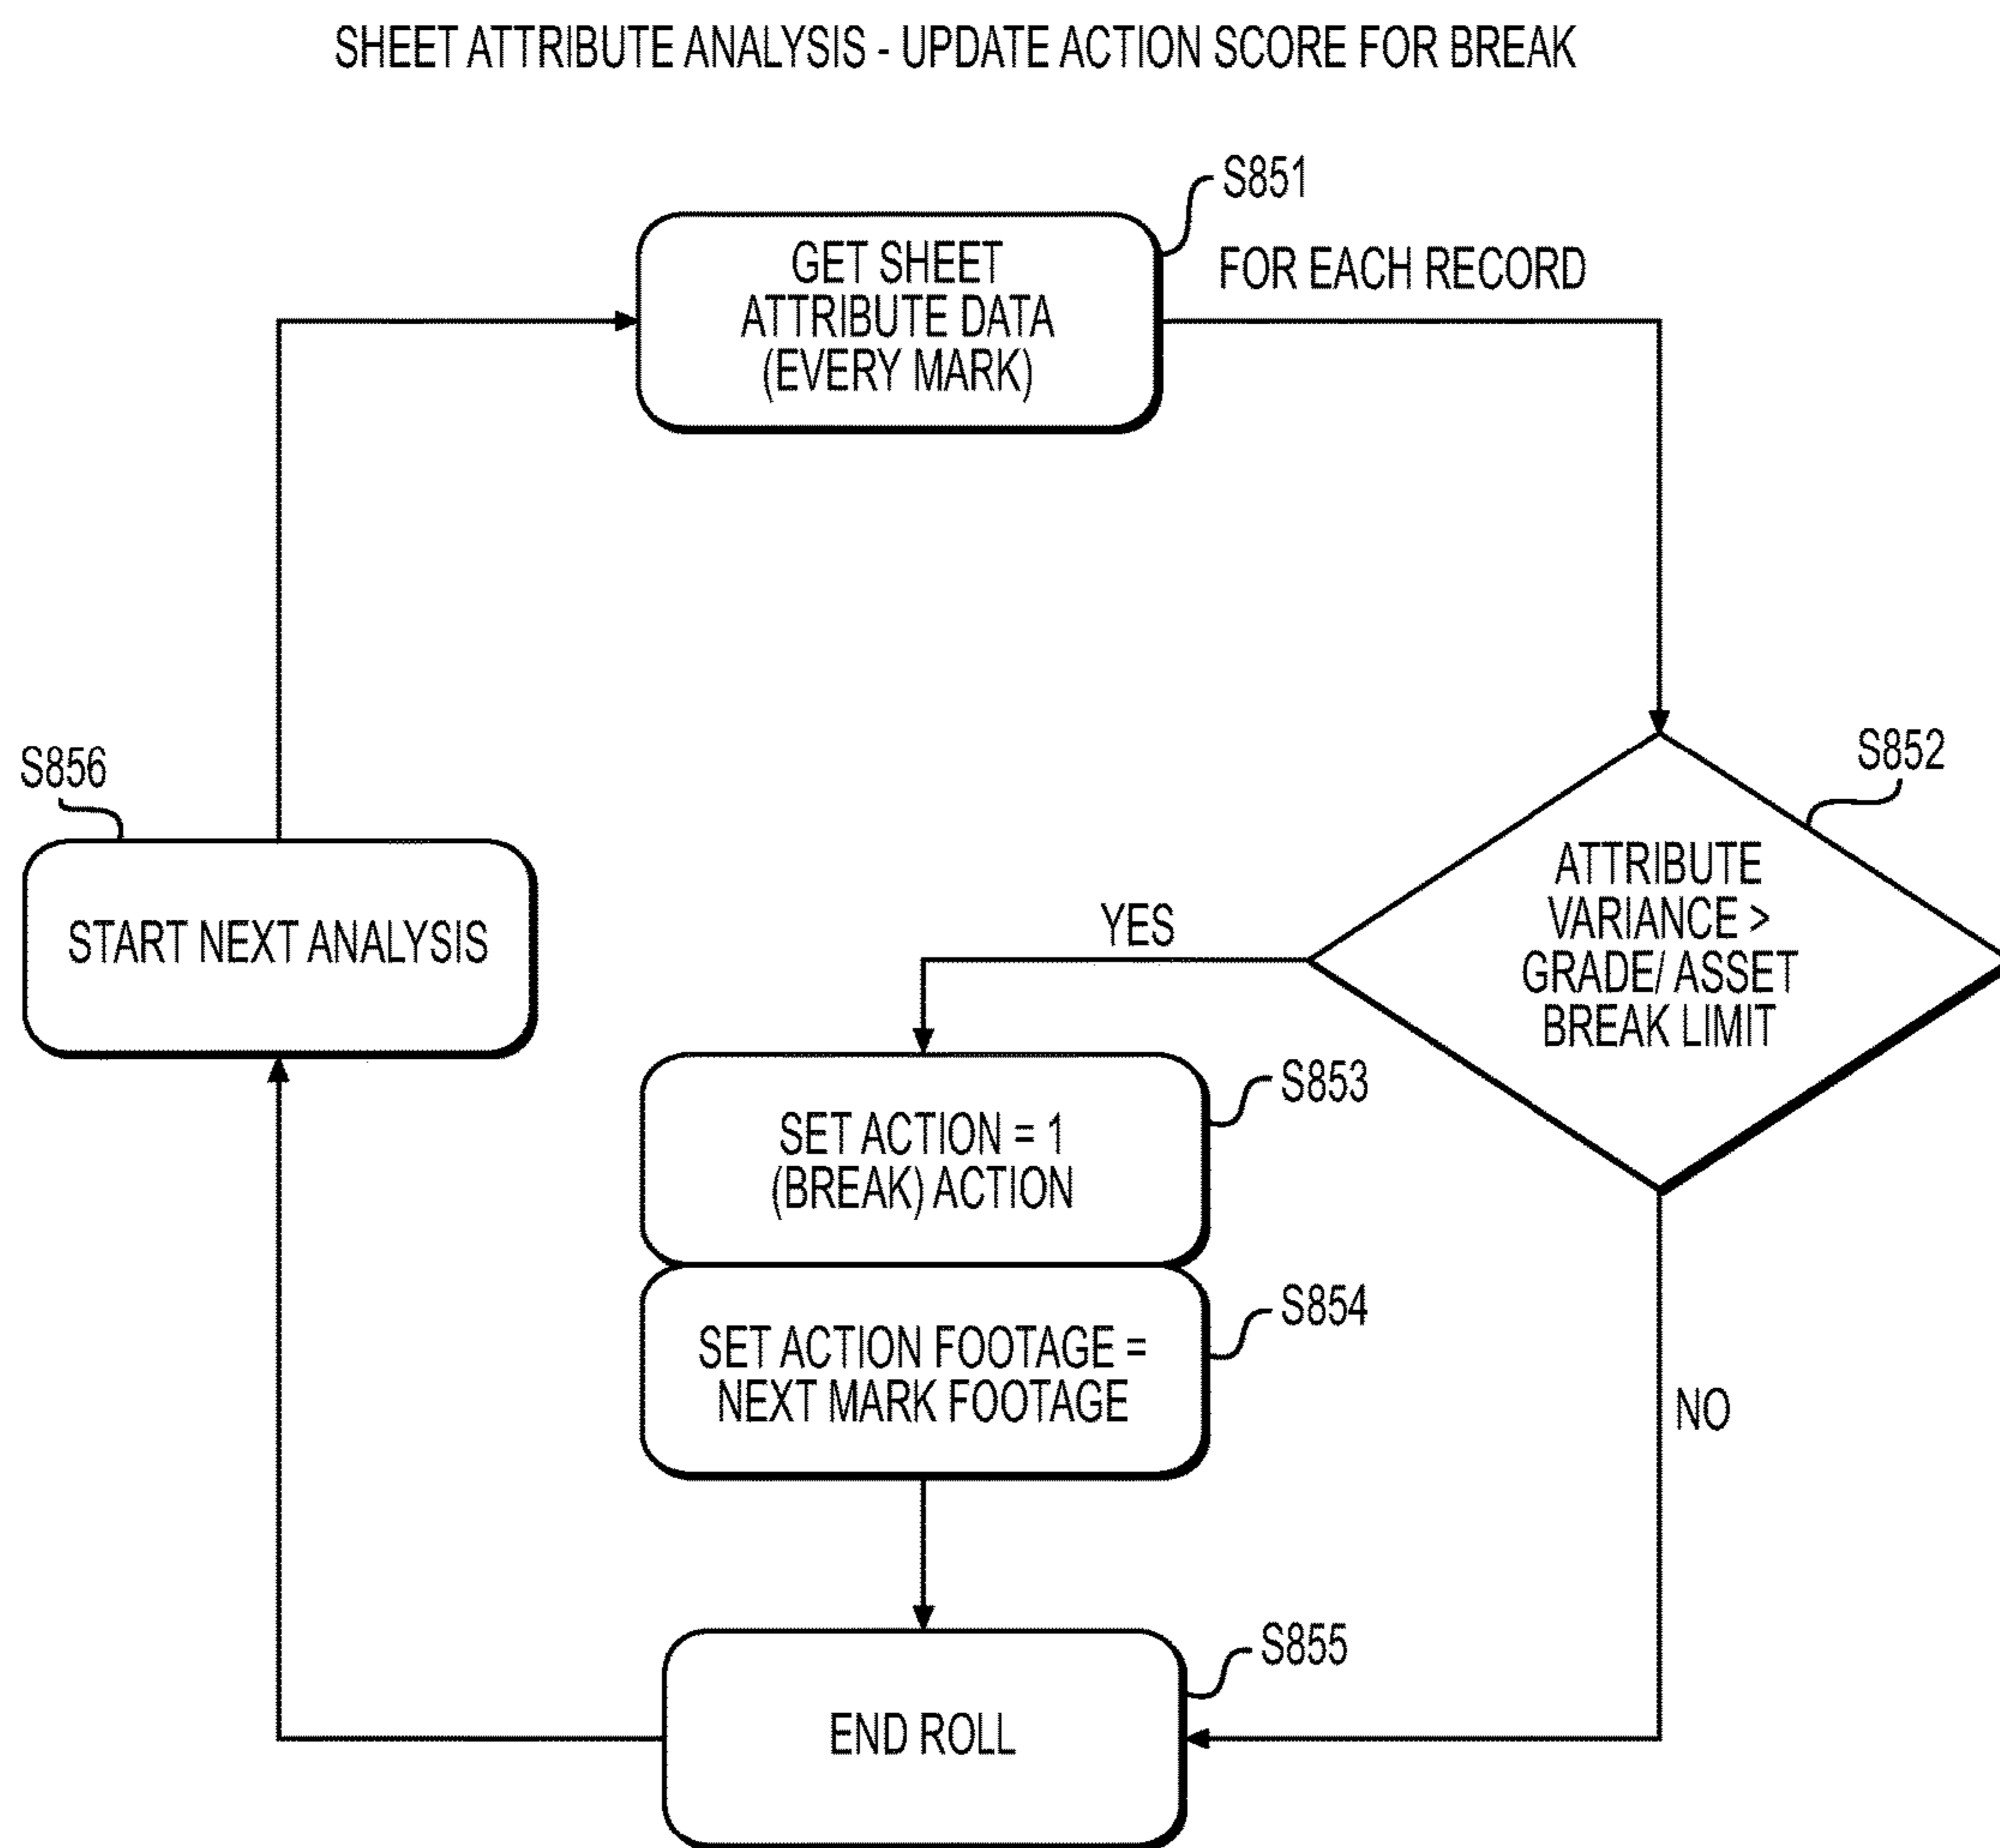 SHEET ATTRIBUTE ANALYSIS - UPDATE ACTION SCORE FOR BREAK
S851
GET SHEET
ATTRIBUTE DATA
(EVERY MARK)
FOR EACH RECORD
S852
ATTRIBUTE
VARIANCE >
GRADE/ ASSET
BREAK LIMIT
YES
S853
SET ACTION = 1
(BREAK) ACTION
S854
SET ACTION FOOTAGE =
NEXT MARK FOOTAGE
NO
S855
END ROLL
S856
START NEXT ANALYSIS